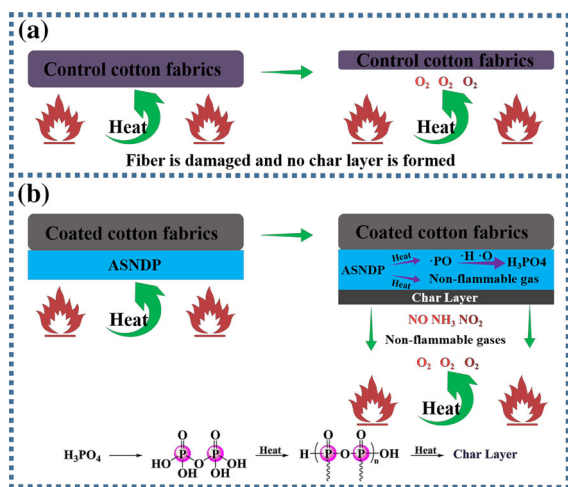 (a)
Control cotton fabrics
Control cotton fabrics
O2 O2 O2
Heat
Heat
Fiber is damaged and no char layer is formed
(b)
Coated cotton fabrics
Coated cotton fabrics
ASNDP
ASNDP
Heat
·PO
·H ·O
H3PO4
Heat
Non-flammable gas
Char Layer
Heat
NO NH3 NO2
Non-flammable gases
O2 O2 O2
Heat
H3PO4
O O
HO P O P OH
OH OH
Heat
O O
H P O P OH
n
Heat
Char Layer